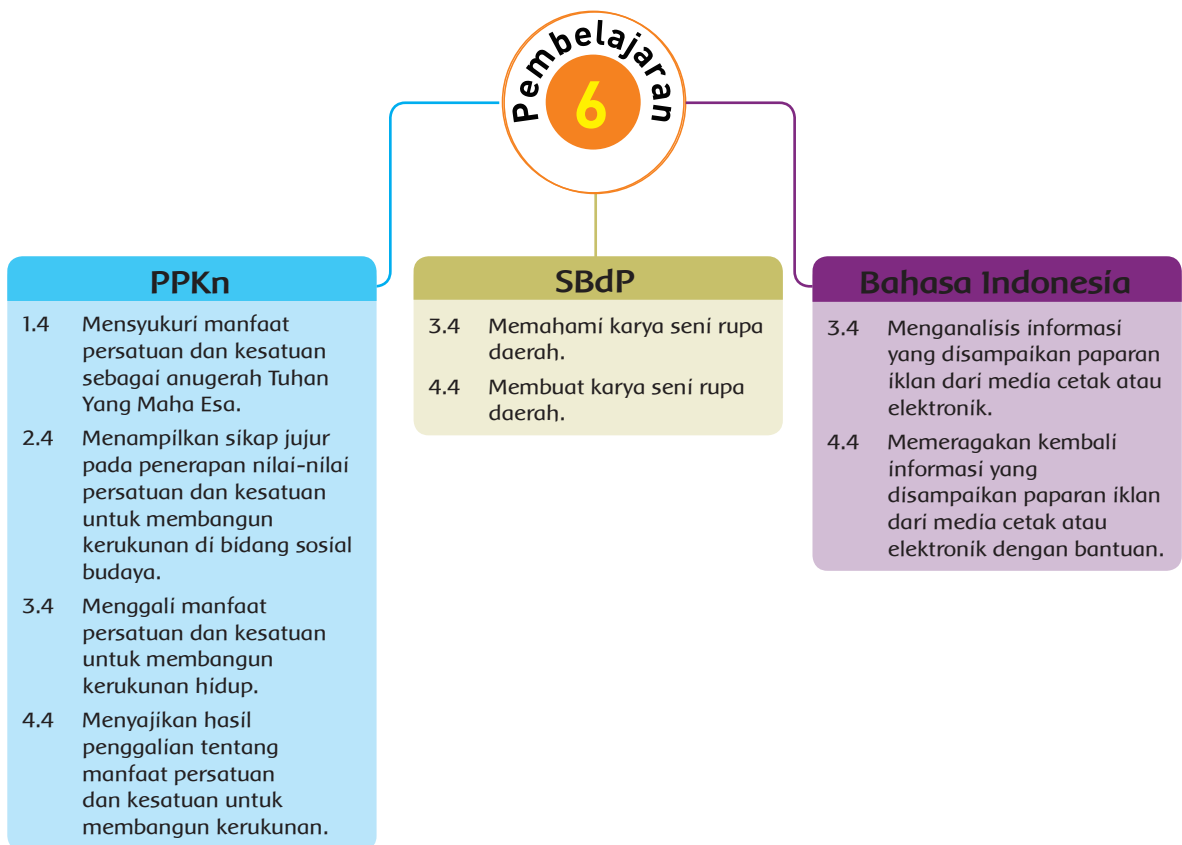 Pembelajaran
6
PPKn
1.4 Mensyukuri manfaat
persatuan dan kesatuan
sebagai anugerah Tuhan
Yang Maha Esa.
2.4 Menampilkan sikap jujur
pada penerapan nilai-nilai
persatuan dan kesatuan
untuk membangun
kerukunan di bidang sosial
budaya.
3.4 Menggali manfaat
persatuan dan kesatuan
untuk membangun
kerukunan hidup.
4.4 Menyajikan hasil
penggalian tentang
manfaat persatuan
dan kesatuan untuk
membangun kerukunan.
SBdP
3.4 Memahami karya seni rupa
daerah.
4.4 Membuat karya seni rupa
daerah.
Bahasa Indonesia
3.4 Menganalisis informasi
yang disampaikan paparan
iklan dari media cetak atau
elektronik.
4.4 Memeragakan kembali
informasi yang
disampaikan paparan iklan
dari media cetak atau
elektronik dengan bantuan.